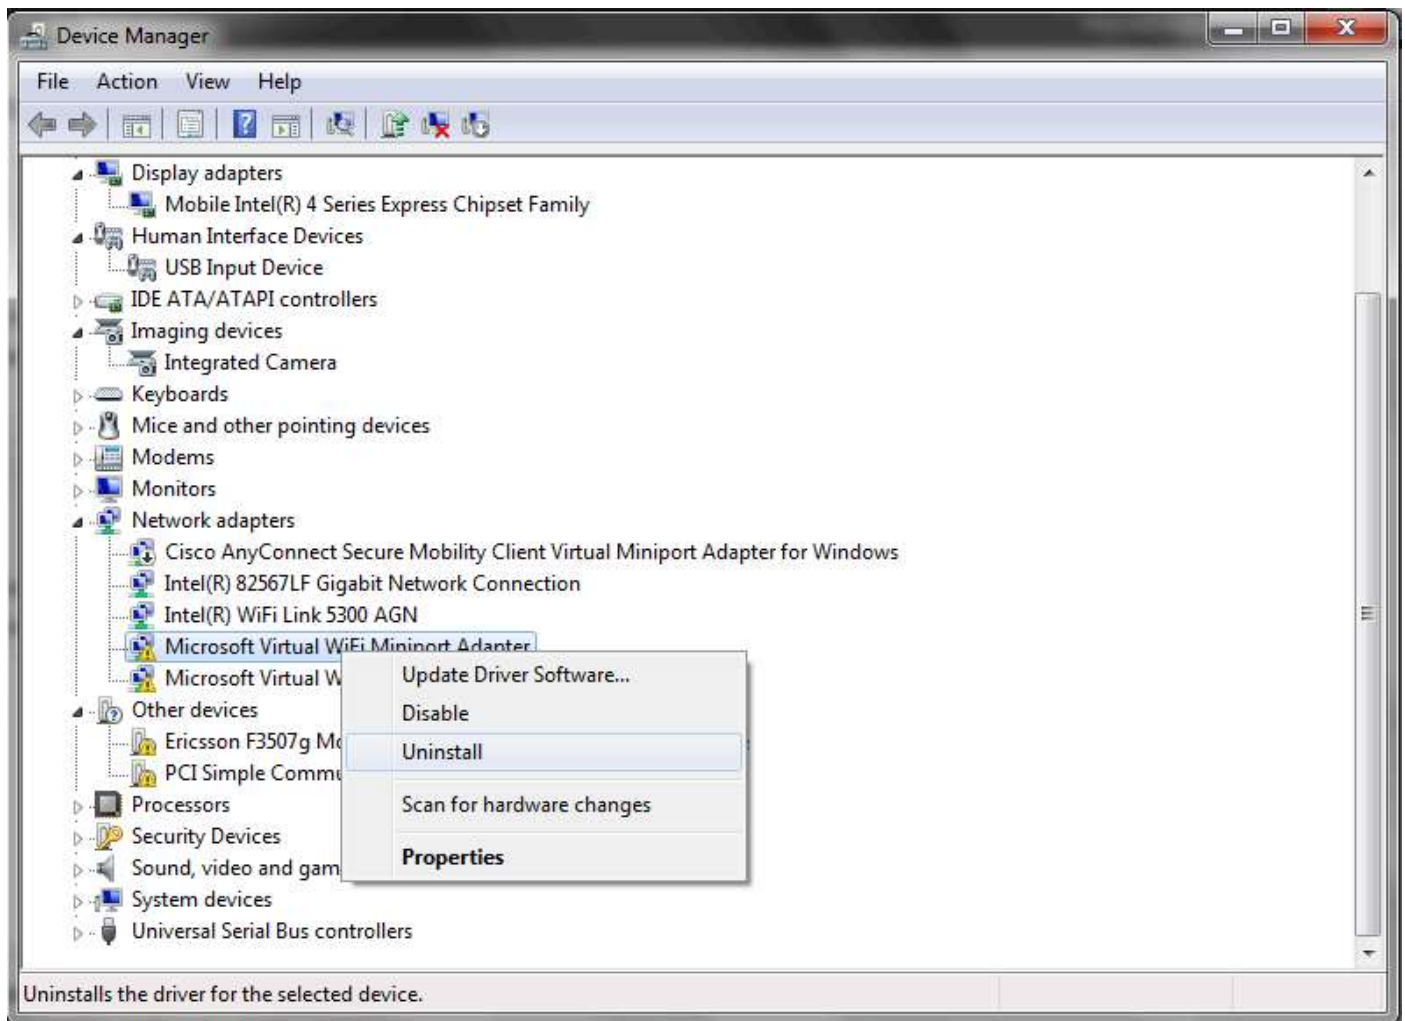 Device Manager
File Action View Help
Display adapters
Mobile Intel(R) 4 Series Express Chipset Family
Human Interface Devices
USB Input Device
IDE ATA/ATAPI controllers
Imaging devices
Integrated Camera
Keyboards
Mice and other pointing devices
Modems
Monitors
Network adapters
Cisco AnyConnect Secure Mobility Client Virtual Miniport Adapter for Windows
Intel(R) 82567LF Gigabit Network Connection
Intel(R) WiFi Link 5300 AGN
Microsoft Virtual WiFi Miniport Adapter
Microsoft Virtual W
Other devices
Ericsson F3507g Mo
PCI Simple Commu
Processors
Security Devices
Sound, video and gam
System devices
Universal Serial Bus controllers
Update Driver Software...
Disable
Uninstall
Scan for hardware changes
Properties
Uninstalls the driver for the selected device.